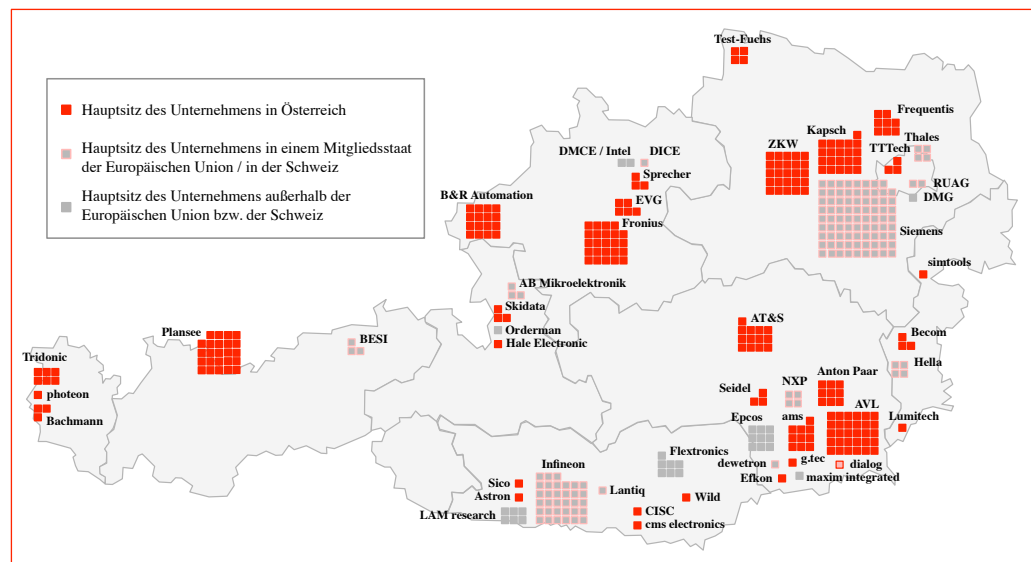 Test-Fuchs
Hauptsitz des Unternehmens in Österreich
Hauptsitz des Unternehmens in einem Mitgliedsstaat
der Europäischen Union / in der Schweiz
Hauptsitz des Unternehmens außerhalb der
Europäischen Union bzw. der Schweiz
Frequentis
Kapsch
Thales
ZKW
TTTech
DMCE / Intel
DICE
Sprecher
RUAG
B&R Automation
EVG
DMG
Fronius
Siemens
simtools
AB Mikroelektronik
Skidata
AT&S
Orderman
Plansee
BESI
Becom
Hale Electronic
Tridonic
Hella
Anton Paar
NXP
photeon
Seidel
AVL
Bachmann
Epcos
ams
Lumitech
Flextronics
Infineon
dewetron
g.tec
dialog
Sico
Efkon
maxim integrated
Lantiq
Astron
Wild
LAM research
CISC
cms electronics